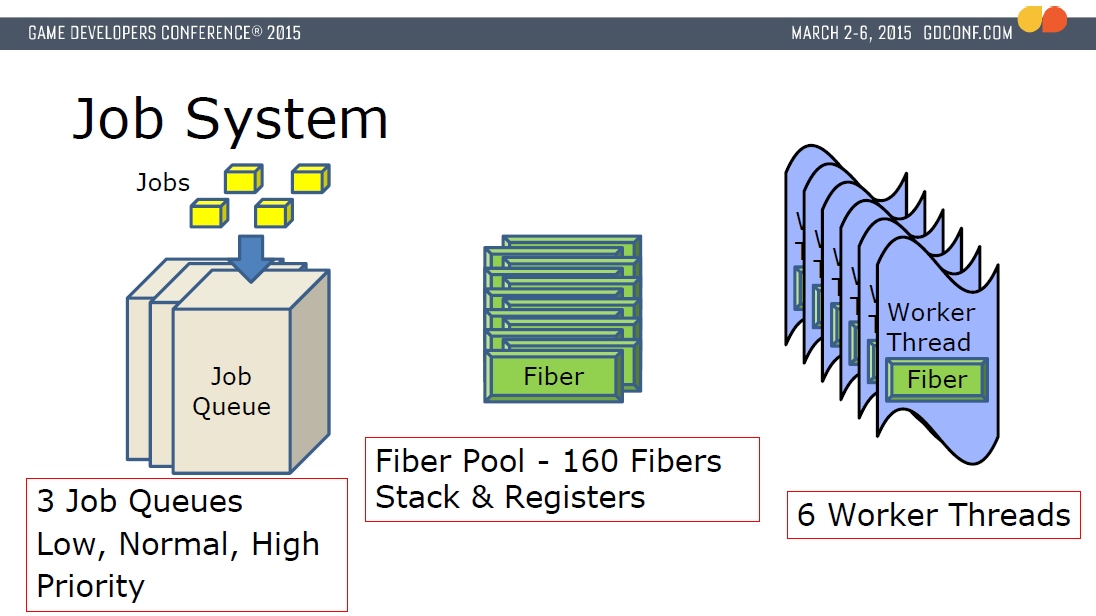 GAME DEVELOPERS CONFERENCE® 2015
MARCH 2-6, 2015 GDCONF.COM
Job System
Jobs
Job
Queue
3 Job Queues
Low, Normal, High
Priority
Fiber
Fiber Pool - 160 Fibers
Stack & Registers
Worker
Thread
Fiber
6 Worker Threads